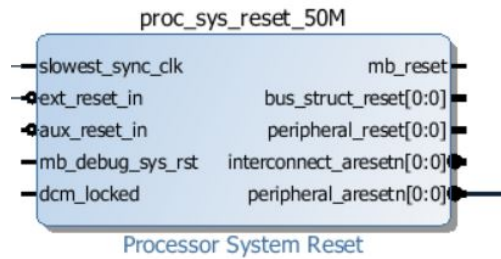 proc_sys_reset_50M
slowest_sync_clk
ext_reset_in
aux_reset_in
mb_debug_sys_rst
dcm_locked
mb_reset
bus_struct_reset[0:0]
peripheral_reset[0:0]
interconnect_aresetn[0:0]
peripheral_aresetn[0:0]
Processor System Reset